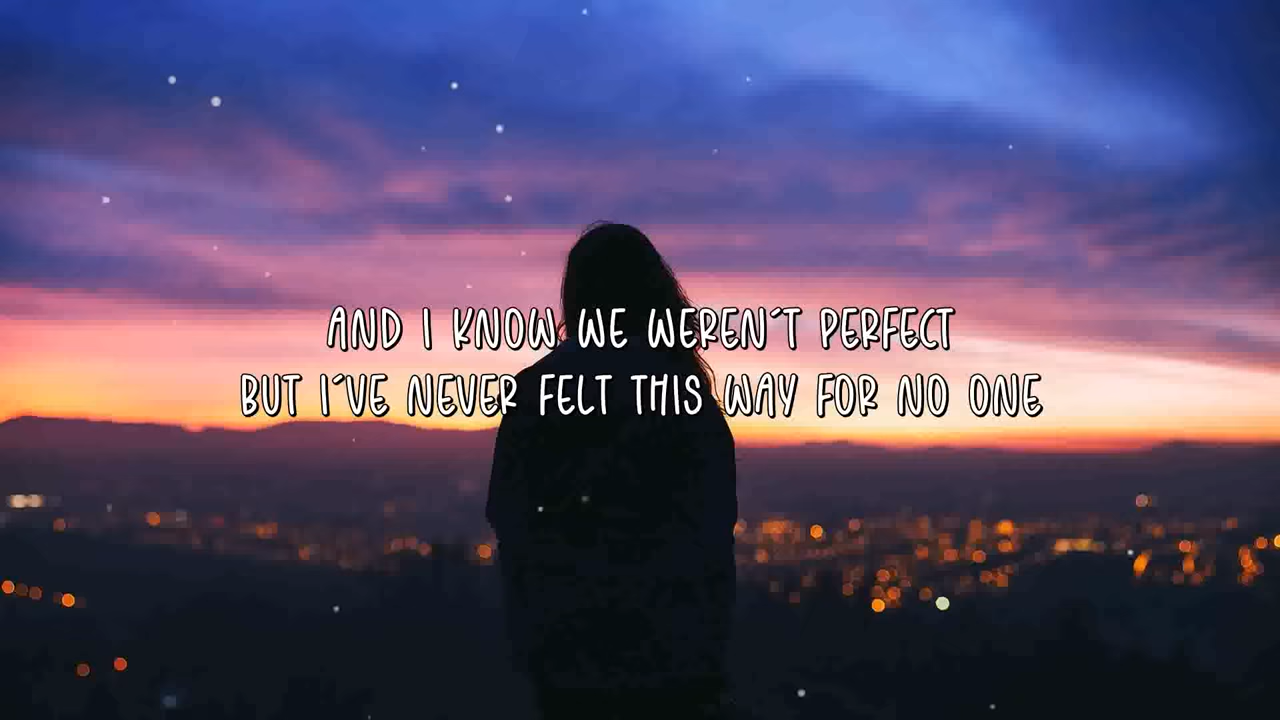 AND I KNOW WE WEREN´T PERFECT
BUT I´VE NEVER FELT THIS WAY FOR NO ONE